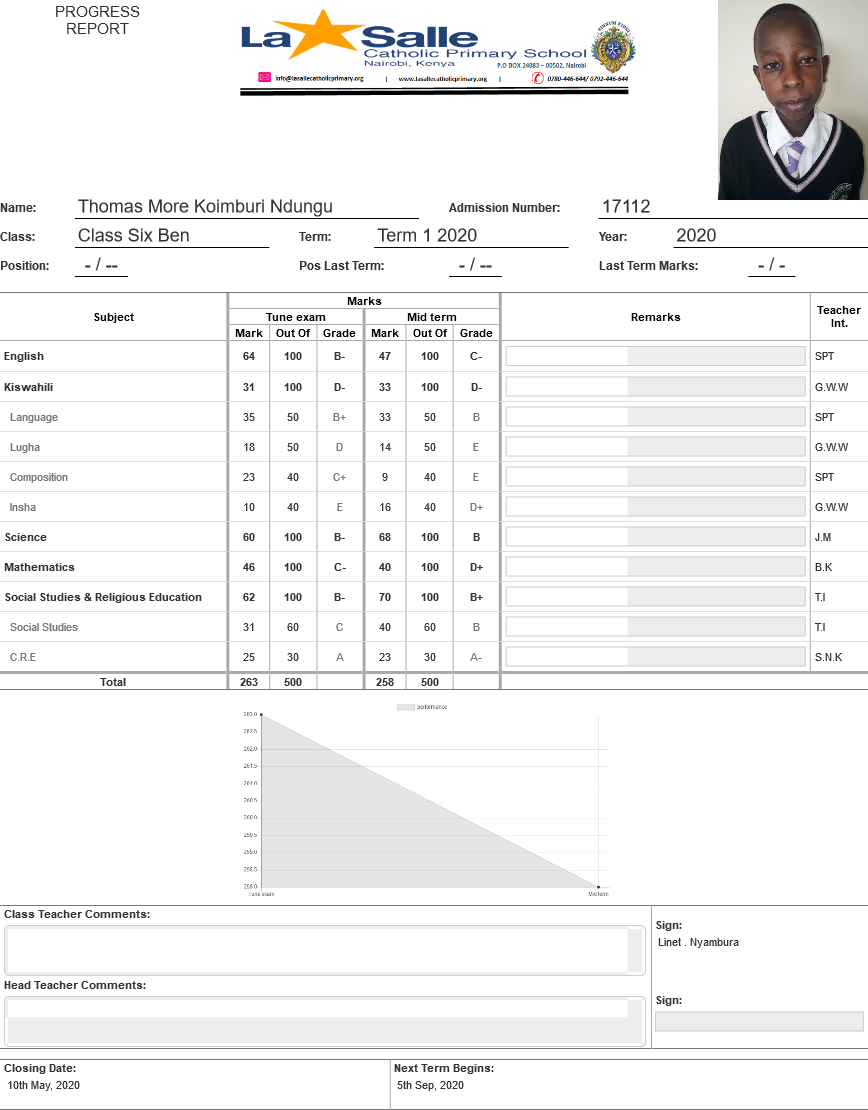 PROGRESS
REPORT
La Salle
Catholic Primary School
Nairobi, Kenya
P.O BOX 24083 – 00502, Nairobi
info@lasallecatholicprimary.org | www.lasallecatholicprimary.org | 0780-446-644/ 0792-446-644
Name: Thomas More Koimburi Ndungu Admission Number: 17112
Class: Class Six Ben Term: Term 1 2020 Year: 2020
Position: - / -- Pos Last Term: - / -- Last Term Marks: - / -
Subject Marks Remarks Teacher Int.
Tune exam Mid term
Mark Out Of Grade Mark Out Of Grade
English 64 100 B- 47 100 C- SPT
Kiswahili 31 100 D- 33 100 D- G.W.W
Language 35 50 B+ 33 50 B SPT
Lugha 18 50 D 14 50 E G.W.W
Composition 23 40 C+ 9 40 E SPT
Insha 10 40 E 16 40 D+ G.W.W
Science 60 100 B- 68 100 B J.M
Mathematics 46 100 C- 40 100 D+ B.K
Social Studies & Religious Education 62 100 B- 70 100 B+ T.I
Social Studies 31 60 C 40 60 B T.I
C.R.E 25 30 A 23 30 A- S.N.K
Total 263 500 258 500
performance
263.0
262.5
262.0
261.5
261.0
260.5
260.0
259.5
259.0
258.5
258.0
Tune exam Mid term
Class Teacher Comments:
Sign:
Linet . Nyambura
Head Teacher Comments:
Sign:
Closing Date: Next Term Begins:
10th May, 2020 5th Sep, 2020